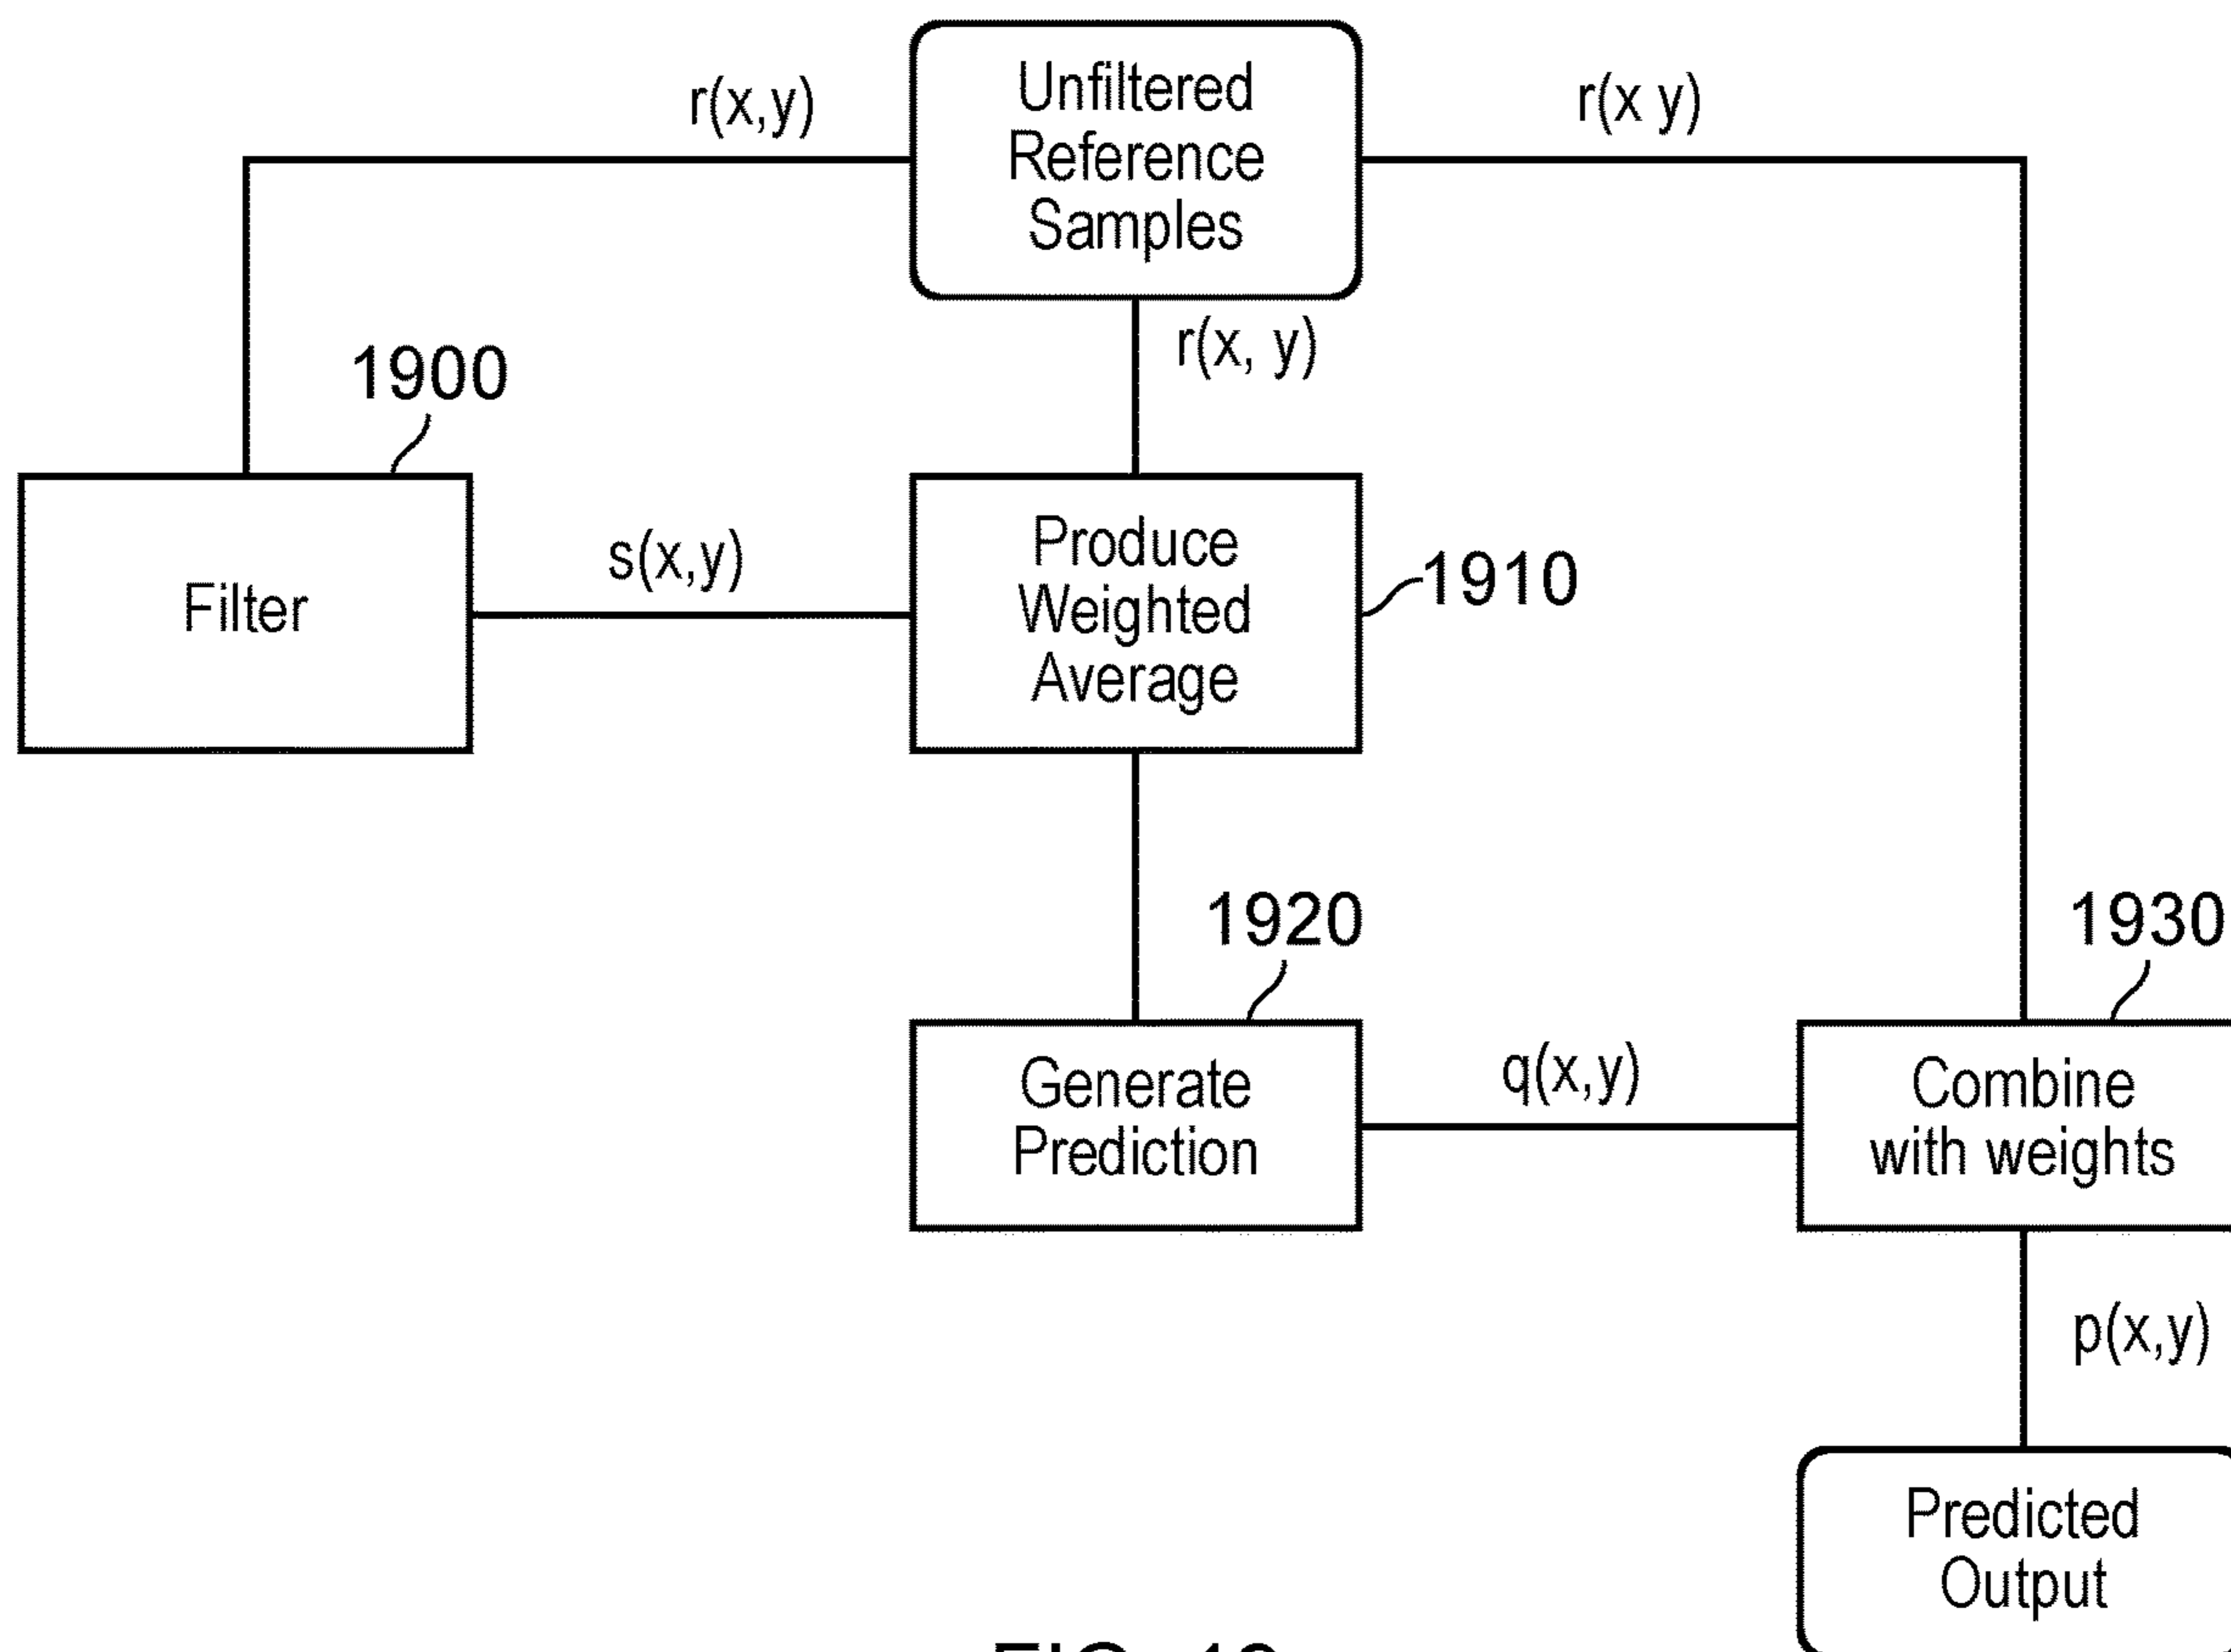 Unfiltered
Reference
Samples
r(x,y)
r(x y)
r(x, y)
1900
Filter
s(x,y)
Produce
Weighted
Average
1910
1920
1930
Generate
Prediction
q(x,y)
Combine
with weights
p(x,y)
Predicted
Output